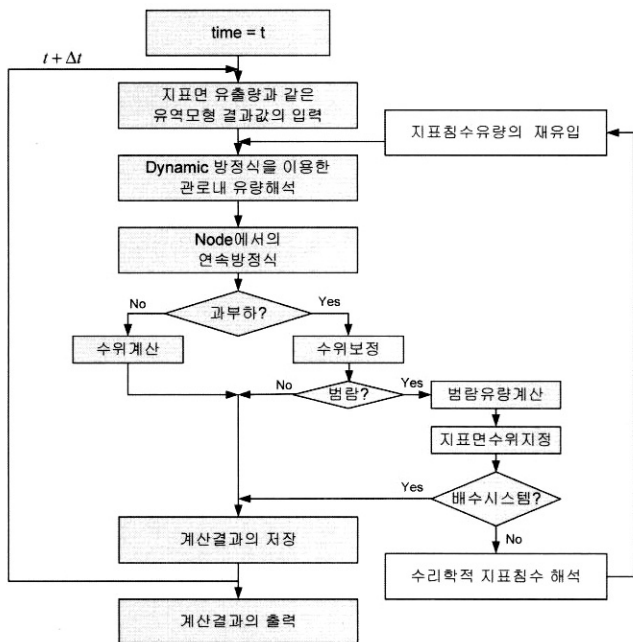 time = t
t + Δt
지표면 유출량과 같은
유역모형 결과값의 입력
지표침수유량의 재유입
Dynamic 방정식을 이용한
관로내 유량해석
Node에서의
연속방정식
No
과부하?
Yes
수위계산
수위보정
No
범람?
Yes
범람유량계산
지표면수위지정
Yes
배수시스템?
No
계산결과의 저장
수리학적 지표침수 해석
계산결과의 출력